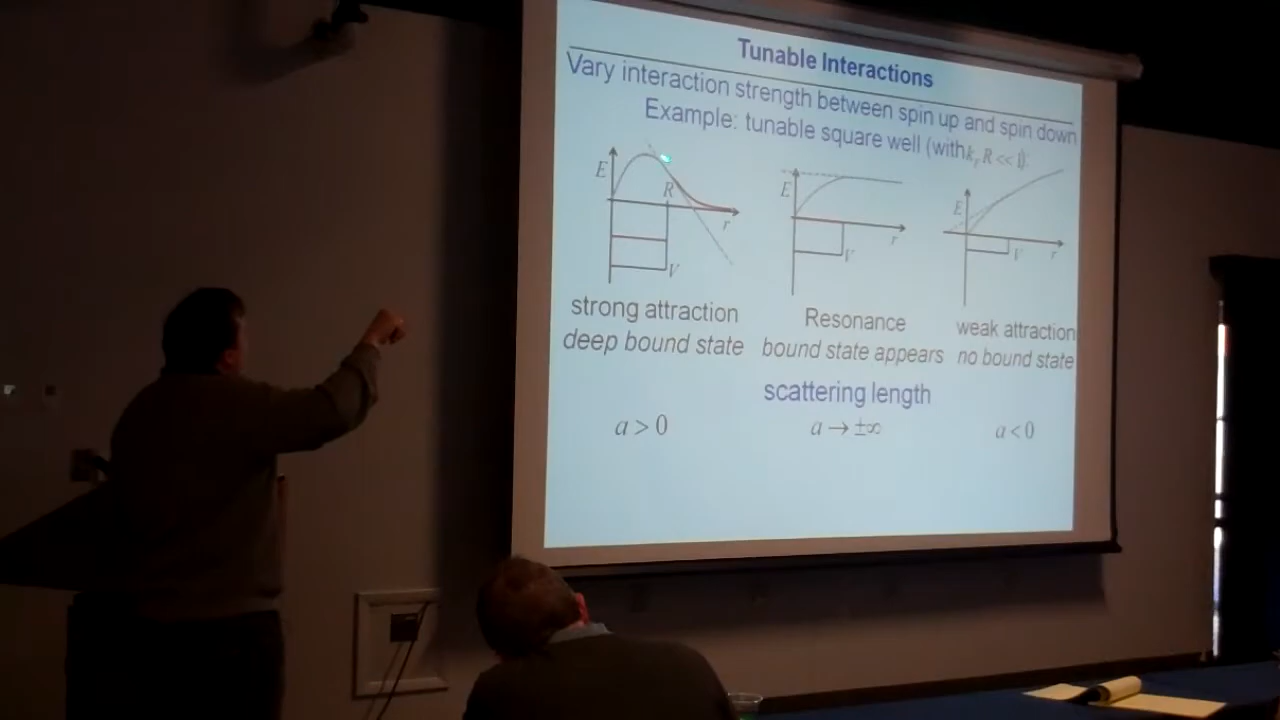 Tunable Interactions
Vary interaction strength between spin up and spin down
Example: tunable square well (with k_F R << 1):
E R r V
E r V
E r V
strong attraction Resonance weak attraction
deep bound state bound state appears no bound state
scattering length
a > 0 a → ±∞ a < 0